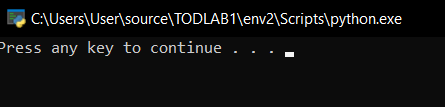 C:\Users\User\source\TODLAB1\env2\Scripts\python.exe
Press any key to continue . . .